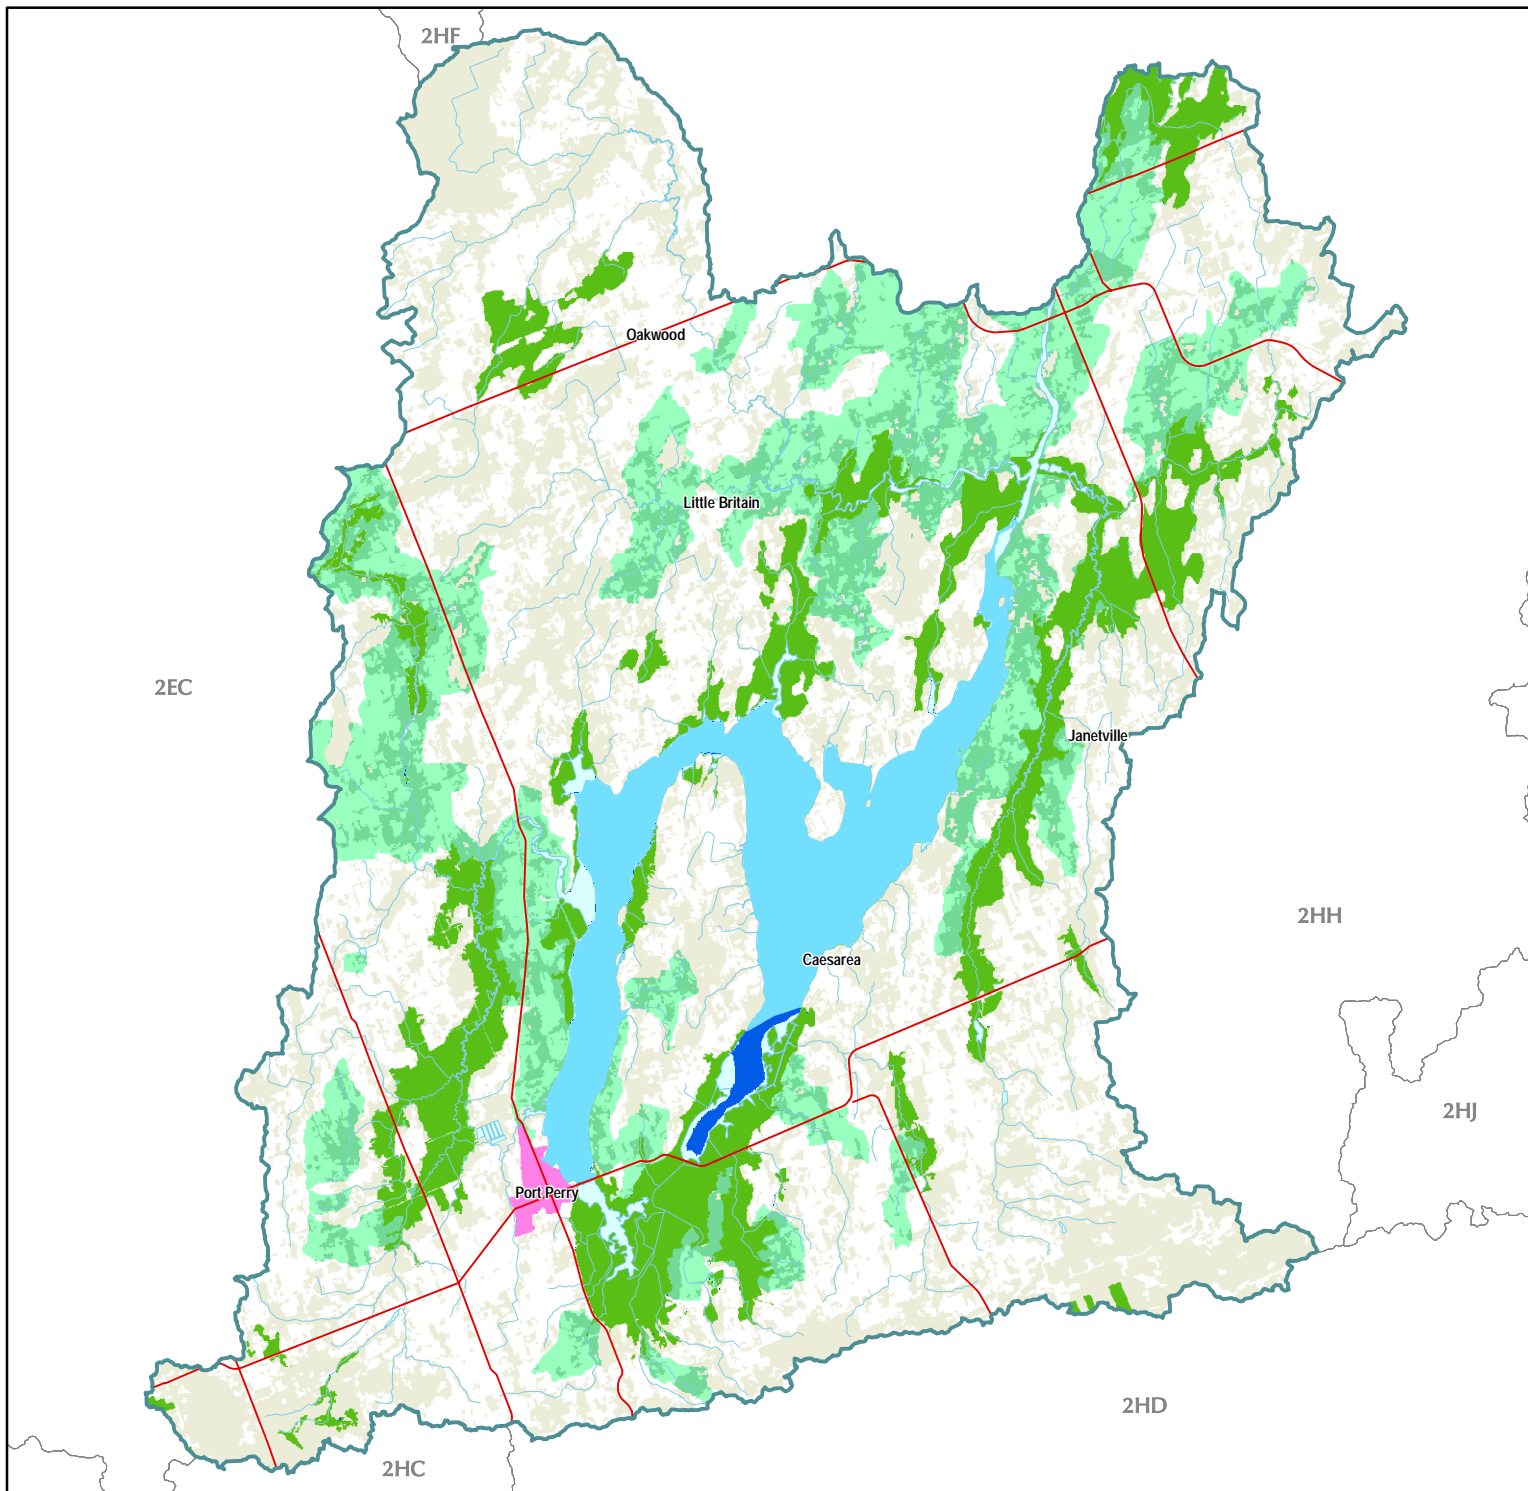 2HF
Oakwood
Little Britain
2EC
Janetville
2HH
Caesarea
2HJ
Port Perry
2HD
2HC